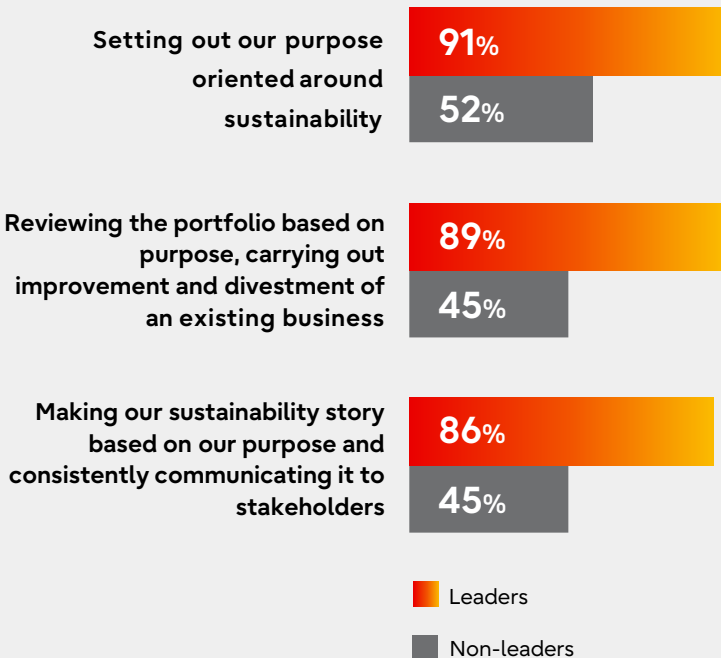 Setting out our purpose
oriented around
sustainability
91%
52%
Reviewing the portfolio based on
purpose, carrying out
improvement and divestment of
an existing business
89%
45%
Making our sustainability story
based on our purpose and
consistently communicating it to
stakeholders
86%
45%
Leaders
Non-leaders